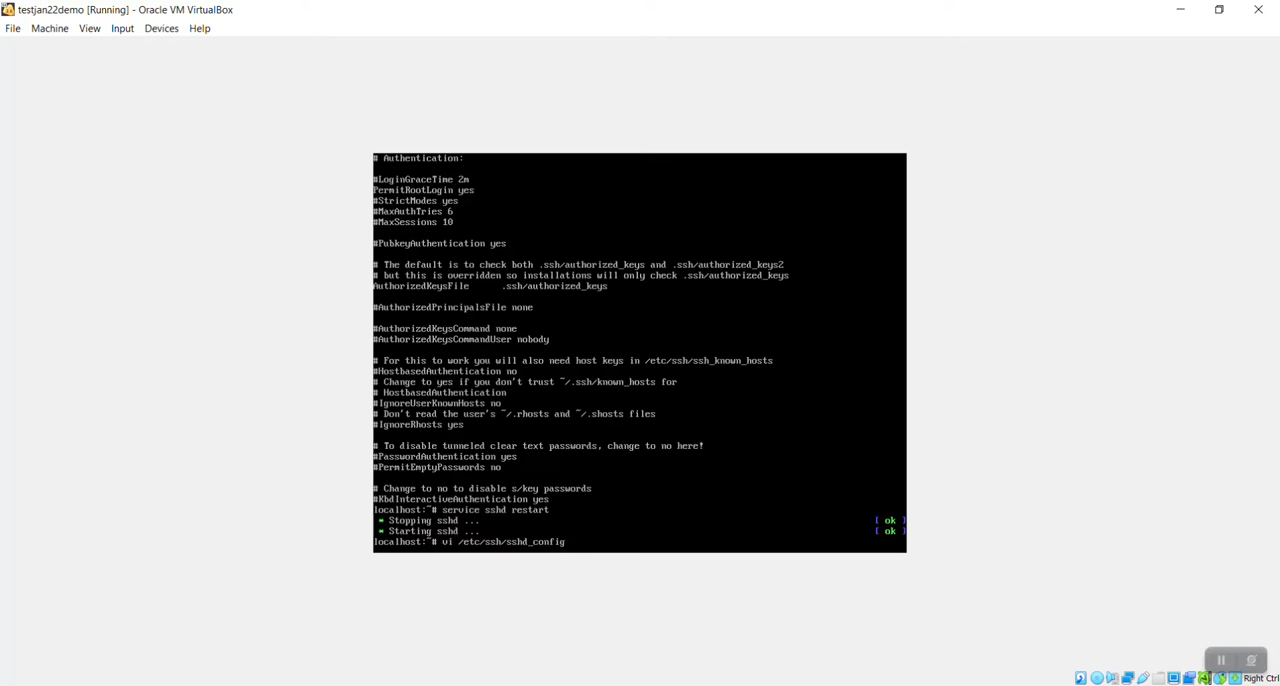 testjan22demo [Running] - Oracle VM VirtualBox
File Machine View Input Devices Help
# Authentication:
#LoginGraceTime 2m
PermitRootLogin yes
#StrictModes yes
#MaxAuthTries 6
#MaxSessions 10
#PubkeyAuthentication yes
# The default is to check both .ssh/authorized_keys and .ssh/authorized_keys2
# but this is overridden so installations will only check .ssh/authorized_keys
AuthorizedKeysFile .ssh/authorized_keys
#AuthorizedPrincipalsFile none
#AuthorizedKeysCommand none
#AuthorizedKeysCommandUser nobody
# For this to work you will also need host keys in /etc/ssh/ssh_known_hosts
#HostbasedAuthentication no
# Change to yes if you don't trust ~/.ssh/known_hosts for
# HostbasedAuthentication
#IgnoreUserKnownHosts no
# Don't read the user's ~/.rhosts and ~/.shosts files
#IgnoreRhosts yes
# To disable tunneled clear text passwords, change to no here!
#PasswordAuthentication yes
#PermitEmptyPasswords no
# Change to no to disable s/key passwords
#KbdInteractiveAuthentication yes
localhost:~# service sshd restart
* Stopping sshd ... [ ok ]
* Starting sshd ... [ ok ]
localhost:~# vi /etc/ssh/sshd_config
Right Ctrl